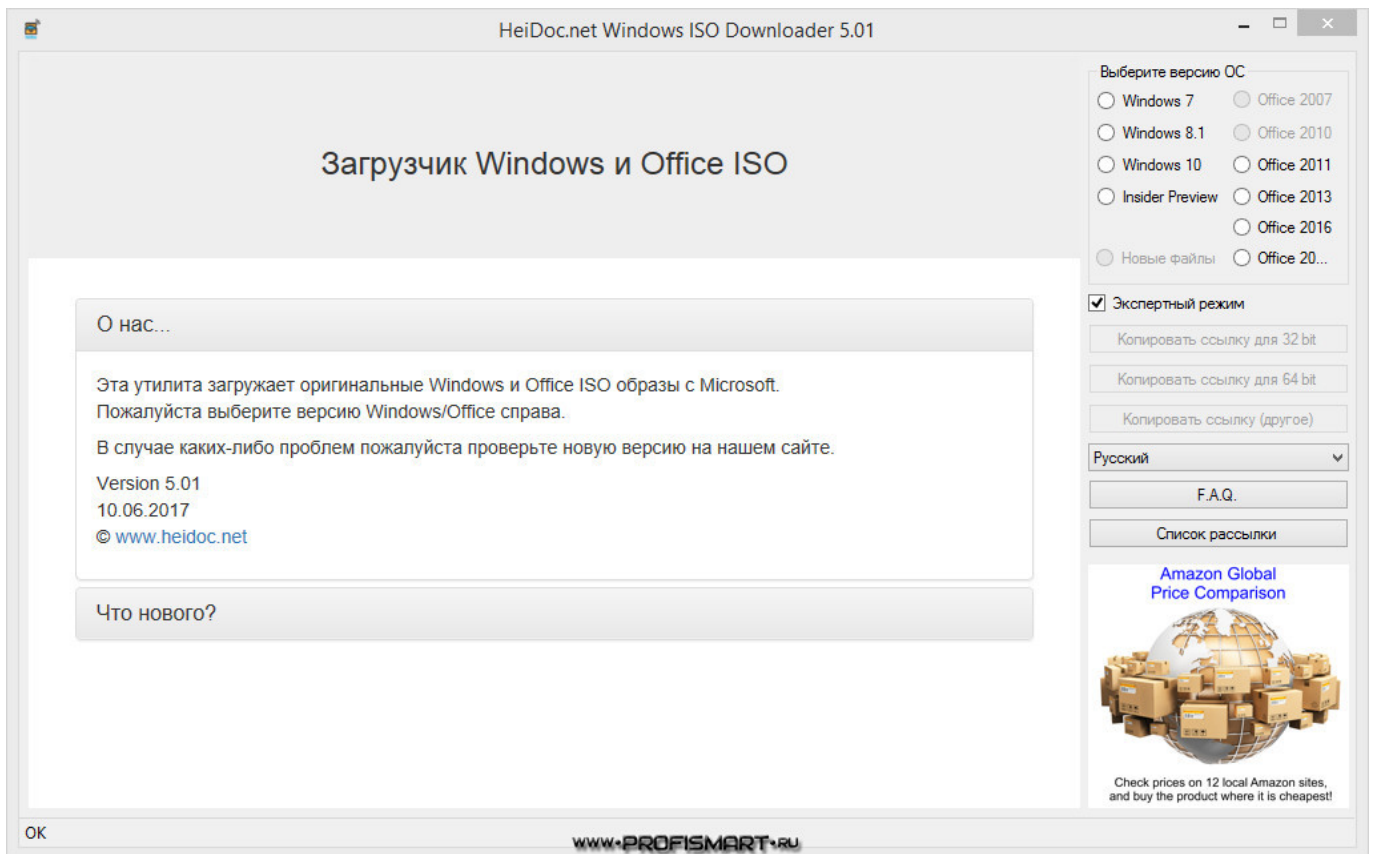 HeiDoc.net Windows ISO Downloader 5.01
Загрузчик Windows и Office ISO
О нас...
Эта утилита загружает оригинальные Windows и Office ISO образы с Microsoft.
Пожалуйста выберите версию Windows/Office справа.
В случае каких-либо проблем пожалуйста проверьте новую версию на нашем сайте.
Version 5.01
10.06.2017
© www.heidoc.net
Что нового?
Выберите версию ОС
Windows 7
Office 2007
Windows 8.1
Office 2010
Windows 10
Office 2011
Insider Preview
Office 2013
Office 2016
Новые файлы
Office 20...
Экспертный режим
Копировать ссылку для 32 bit
Копировать ссылку для 64 bit
Копировать ссылку (другое)
Русский
F.A.Q.
Список рассылки
Amazon Global
Price Comparison
Check prices on 12 local Amazon sites,
and buy the product where it is cheapest!
OK
www•PROFISMART•RU